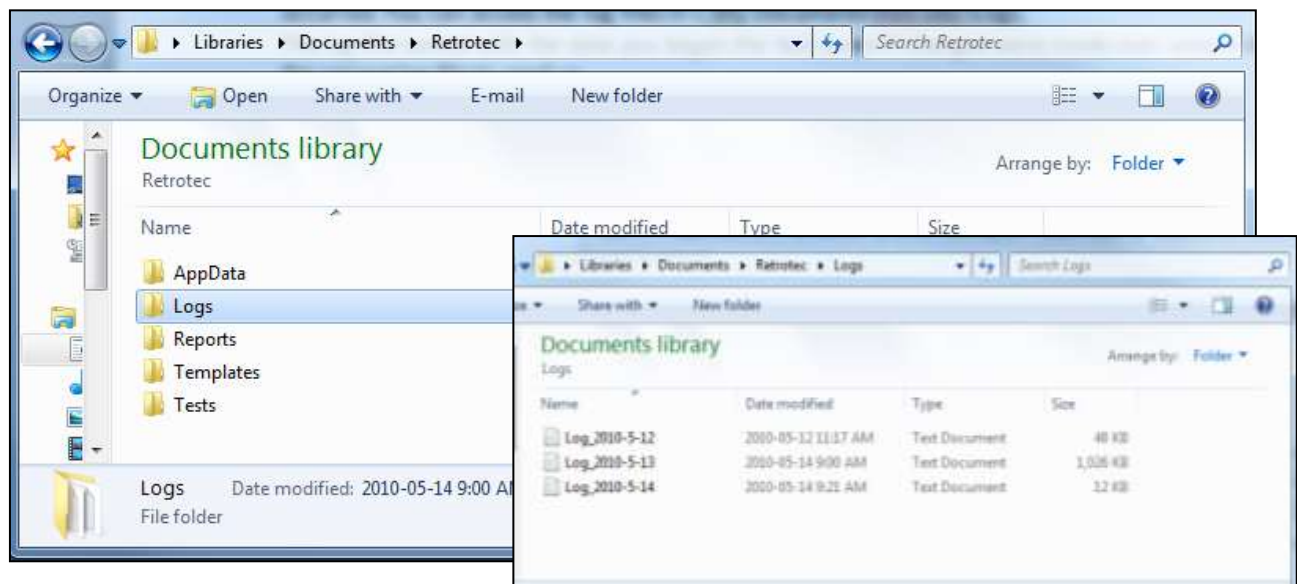 Libraries ▸ Documents ▸ Retrotec ▸
Search Retrotec
Organize
Open
Share with
E-mail
New folder
Documents library
Retrotec
Arrange by: Folder
Name Date modified Type Size
AppData
Logs
Reports
Templates
Tests
Logs Date modified: 2010-05-14 9:00 AM
File folder
Libraries ▸ Documents ▸ Retrotec ▸ Logs
Search Logs
Share with
New folder
Documents library
Logs
Arrange by: Folder
Name Date modified Type Size
Log_2010-5-12 2010-05-12 11:17 AM Text Document 48 KB
Log_2010-5-13 2010-05-14 9:00 AM Text Document 1,026 KB
Log_2010-5-14 2010-05-14 9:21 AM Text Document 12 KB